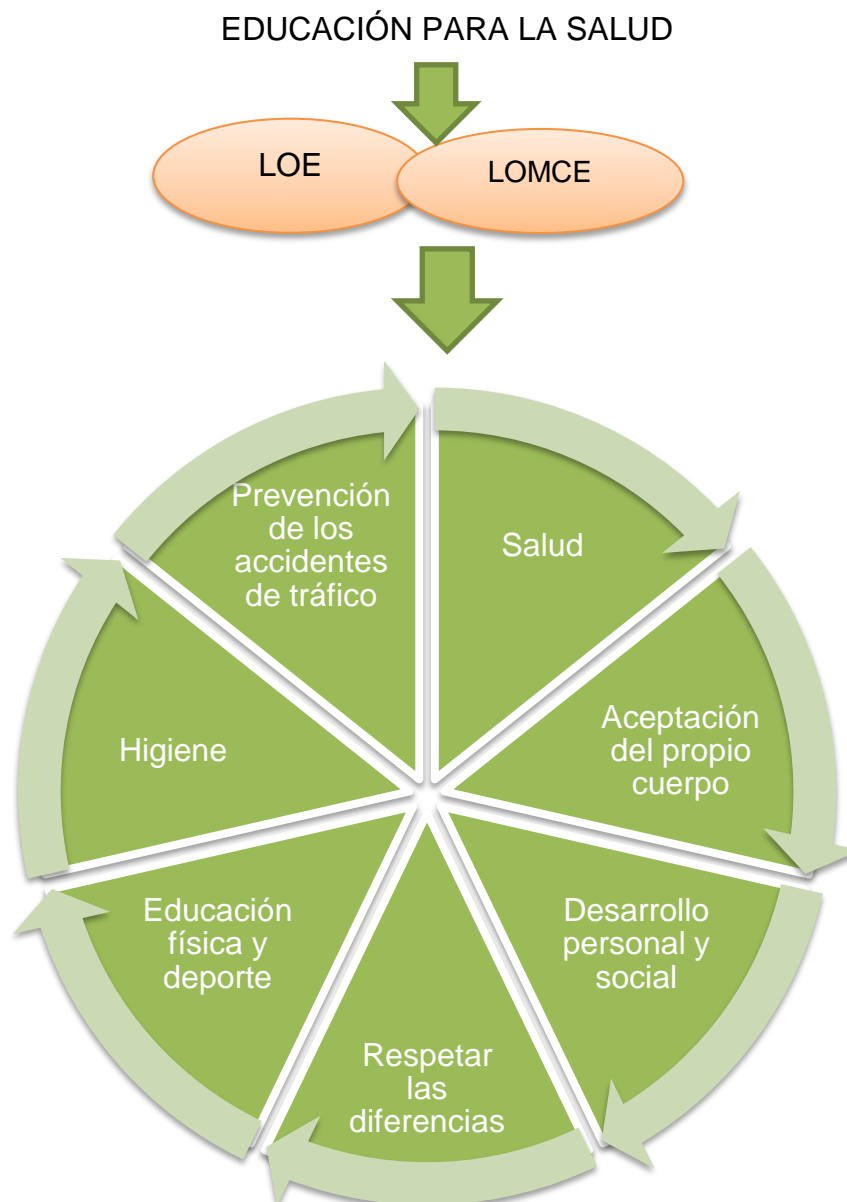 EDUCACIÓN PARA LA SALUD
LOE
LOMCE
Prevención
de los
accidentes
de tráfico
Salud
Aceptación
del propio
cuerpo
Higiene
Educación
física y
deporte
Desarrollo
personal y
social
Respetar
las
diferencias